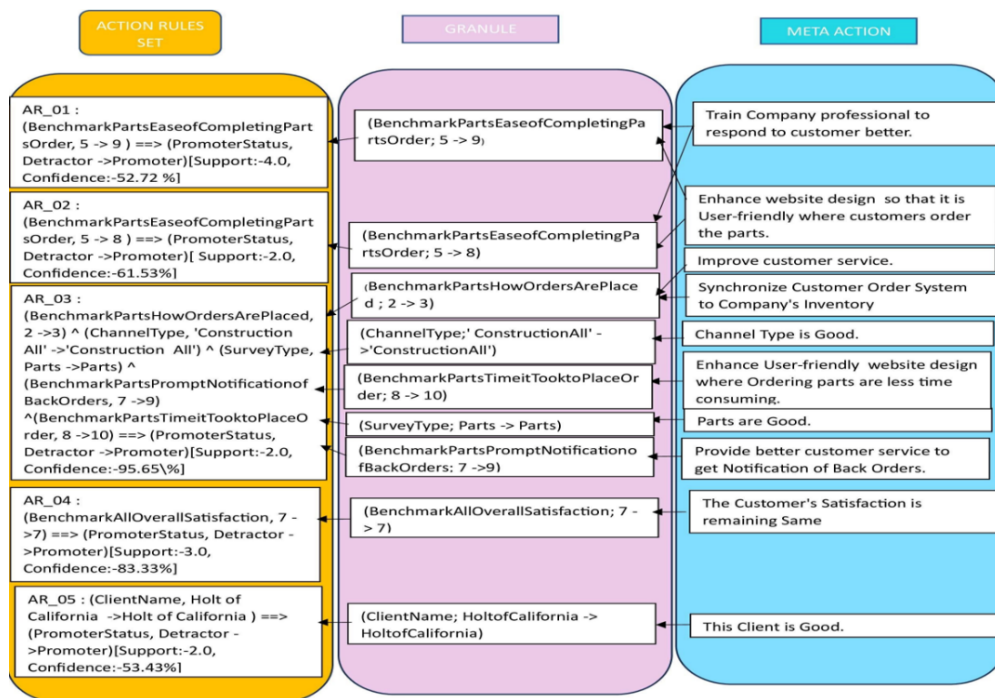 ACTION RULES
SET
GRANULE
META ACTION
AR_01 :
(BenchmarkPartsEaseofCompletingPar
tsOrder, 5 -> 9 ) ==> (PromoterStatus,
Detractor ->Promoter)[Support:-4.0,
Confidence:-52.72 %]
AR_02 :
(BenchmarkPartsEaseofCompletingPar
tsOrder, 5 -> 8 ) ==> (PromoterStatus,
Detractor ->Promoter)[ Support:-2.0,
Confidence:-61.53%]
AR_03 :
(BenchmarkPartsHowOrdersArePlaced,
2 ->3) ^ (ChannelType, 'Construction
All' ->'Construction All') ^ (SurveyType,
Parts -> Parts) ^
(BenchmarkPartsPromptNotificationof
BackOrders, 7 ->9)
^(BenchmarkPartsTimeitTooktoPlaceOr
der, 8 ->10) ==> (PromoterStatus,
Detractor ->Promoter)[Support:-2.0,
Confidence:-95.65\%]
AR_04 :
(BenchmarkAllOverallSatisfaction, 7 -
>7) ==> (PromoterStatus, Detractor -
>Promoter)[Support:-3.0,
Confidence:-83.33%]
AR_05 : (ClientName, Holt of
California ->Holt of California ) ==>
(PromoterStatus, Detractor -
>Promoter)[Support:-2.0,
Confidence:-53.43%]
(BenchmarkPartsEaseofCompletingPa
rtsOrder; 5 -> 9)
(BenchmarkPartsEaseofCompletingPa
rtsOrder; 5 -> 8)
(BenchmarkPartsHowOrdersArePlace
d ; 2 -> 3)
(ChannelType;' ConstructionAll' -
>'ConstructionAll')
(BenchmarkPartsTimeitTooktoPlaceOr
der; 8 -> 10)
(SurveyType; Parts -> Parts)
(BenchmarkPartsPromptNotificationo
fBackOrders; 7 ->9)
(BenchmarkAllOverallSatisfaction; 7 -
> 7)
(ClientName; HoltofCalifornia ->
HoltofCalifornia)
Train Company professional to
respond to customer better.
Enhance website design so that it is
User-friendly where customers order
the parts.
Improve customer service.
Synchronize Customer Order System
to Company's Inventory
Channel Type is Good.
Enhance User-friendly website design
where Ordering parts are less time
consuming.
Parts are Good.
Provide better customer service to
get Notification of Back Orders.
The Customer's Satisfaction is
remaining Same
This Client is Good.